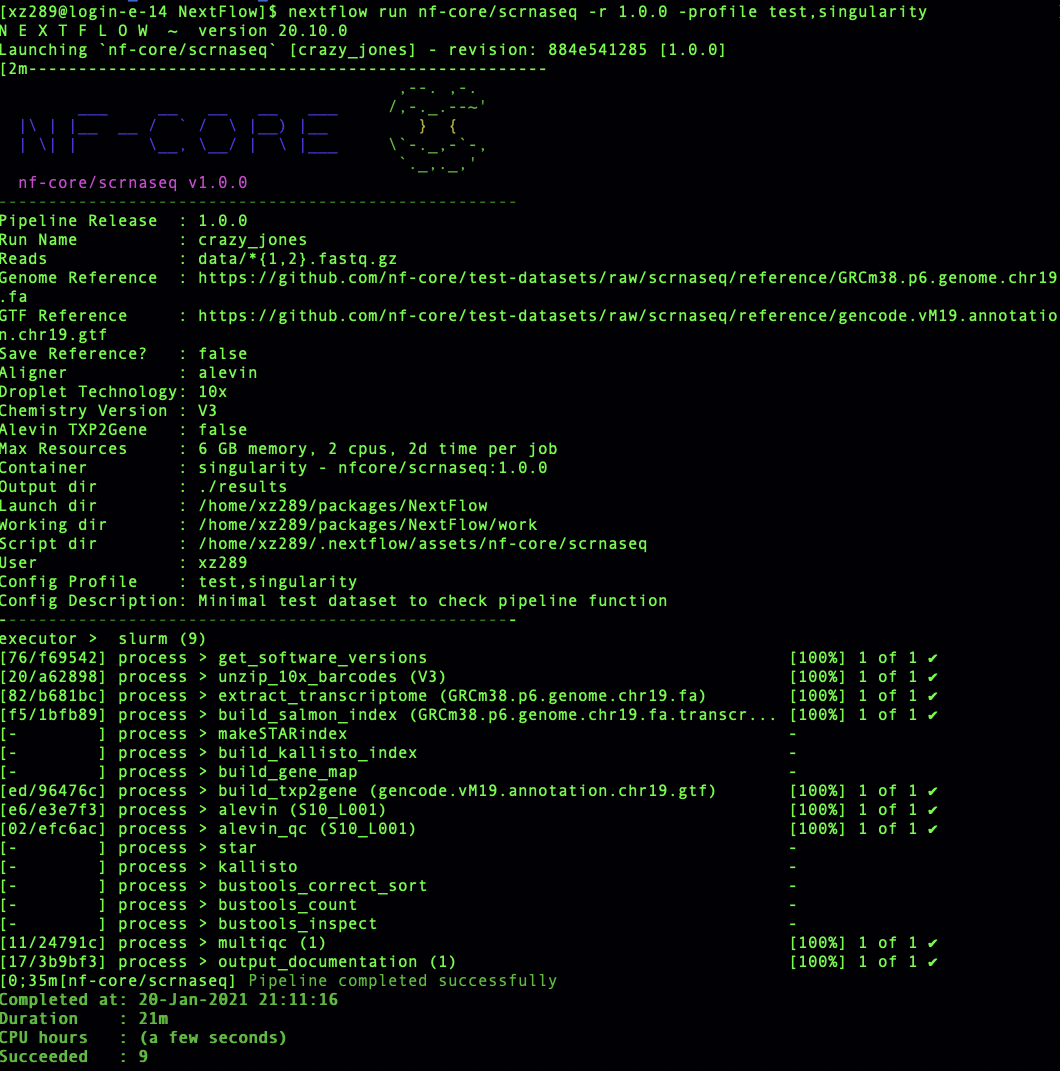 [xz289@login-e-14 NextFlow]$ nextflow run nf-core/scrnaseq -r 1.0.0 -profile test,singularity
N E X T F L O W  ~  version 20.10.0
Launching `nf-core/scrnaseq` [crazy_jones] - revision: 884e541285 [1.0.0]
[2m----------------------------------------------------
                                        ,--. ,-.
        ___     __   __   __   ___     /,-._.--~'
  |\ | |__  __ /  ` /  \ |__) |__         }  {
  | \| |       \__, \__/ |  \ |___     \`-._,-`-,
                                        `._,._,'
  nf-core/scrnaseq v1.0.0
----------------------------------------------------
Pipeline Release  : 1.0.0
Run Name          : crazy_jones
Reads             : data/*{1,2}.fastq.gz
Genome Reference  : https://github.com/nf-core/test-datasets/raw/scrnaseq/reference/GRCm38.p6.genome.chr19
.fa
GTF Reference     : https://github.com/nf-core/test-datasets/raw/scrnaseq/reference/gencode.vM19.annotatio
n.chr19.gtf
Save Reference?   : false
Aligner           : alevin
Droplet Technology: 10x
Chemistry Version : V3
Alevin TXP2Gene   : false
Max Resources     : 6 GB memory, 2 cpus, 2d time per job
Container         : singularity - nfcore/scrnaseq:1.0.0
Output dir        : ./results
Launch dir        : /home/xz289/packages/NextFlow
Working dir       : /home/xz289/packages/NextFlow/work
Script dir        : /home/xz289/.nextflow/assets/nf-core/scrnaseq
User              : xz289
Config Profile    : test,singularity
Config Description: Minimal test dataset to check pipeline function
----------------------------------------------------
executor >  slurm (9)
[76/f69542] process > get_software_versions                                     [100%] 1 of 1 ✔
[20/a62898] process > unzip_10x_barcodes (V3)                                   [100%] 1 of 1 ✔
[82/b681bc] process > extract_transcriptome (GRCm38.p6.genome.chr19.fa)         [100%] 1 of 1 ✔
[f5/1bfb89] process > build_salmon_index (GRCm38.p6.genome.chr19.fa.transcr... [100%] 1 of 1 ✔
[-        ] process > makeSTARindex                                             -
[-        ] process > build_kallisto_index                                      -
[-        ] process > build_gene_map                                            -
[ed/96476c] process > build_txp2gene (gencode.vM19.annotation.chr19.gtf)        [100%] 1 of 1 ✔
[e6/e3e7f3] process > alevin (S10_L001)                                         [100%] 1 of 1 ✔
[02/efc6ac] process > alevin_qc (S10_L001)                                      [100%] 1 of 1 ✔
[-        ] process > star                                                      -
[-        ] process > kallisto                                                  -
[-        ] process > bustools_correct_sort                                     -
[-        ] process > bustools_count                                            -
[-        ] process > bustools_inspect                                          -
[11/24791c] process > multiqc (1)                                               [100%] 1 of 1 ✔
[17/3b9bf3] process > output_documentation (1)                                  [100%] 1 of 1 ✔
[0;35m[nf-core/scrnaseq] Pipeline completed successfully
Completed at: 20-Jan-2021 21:11:16
Duration    : 21m
CPU hours   : (a few seconds)
Succeeded   : 9